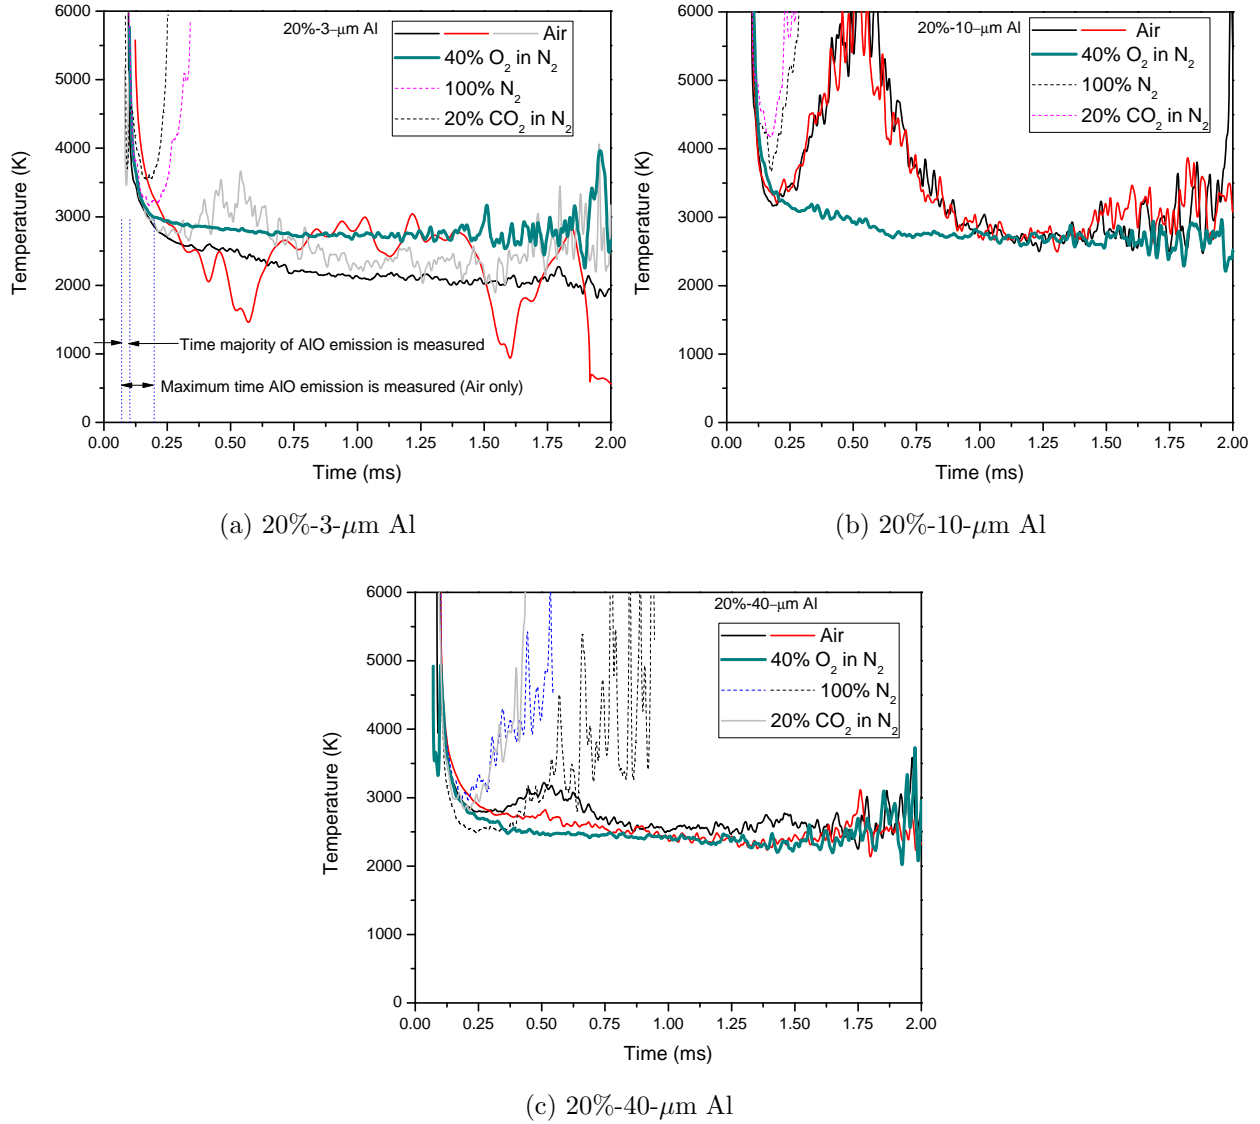 20%-3–μm Al
Air
40% O2 in N2
100% N2
20% CO2 in N2
Time majority of AlO emission is measured
Maximum time AlO emission is measured (Air only)
6000
5000
4000
3000
2000
1000
0
Temperature (K)
0.00 0.25 0.50 0.75 1.00 1.25 1.50 1.75 2.00
Time (ms)
(a) 20%-3-μm Al
20%-10-μm Al
Air
40% O2 in N2
100% N2
20% CO2 in N2
6000
5000
4000
3000
2000
1000
0
Temperature (K)
0.00 0.25 0.50 0.75 1.00 1.25 1.50 1.75 2.00
Time (ms)
(b) 20%-10-μm Al
20%-40–μm Al
Air
40% O2 in N2
100% N2
20% CO2 in N2
6000
5000
4000
3000
2000
1000
0
Temperature (K)
0.00 0.25 0.50 0.75 1.00 1.25 1.50 1.75 2.00
Time (ms)
(c) 20%-40-μm Al